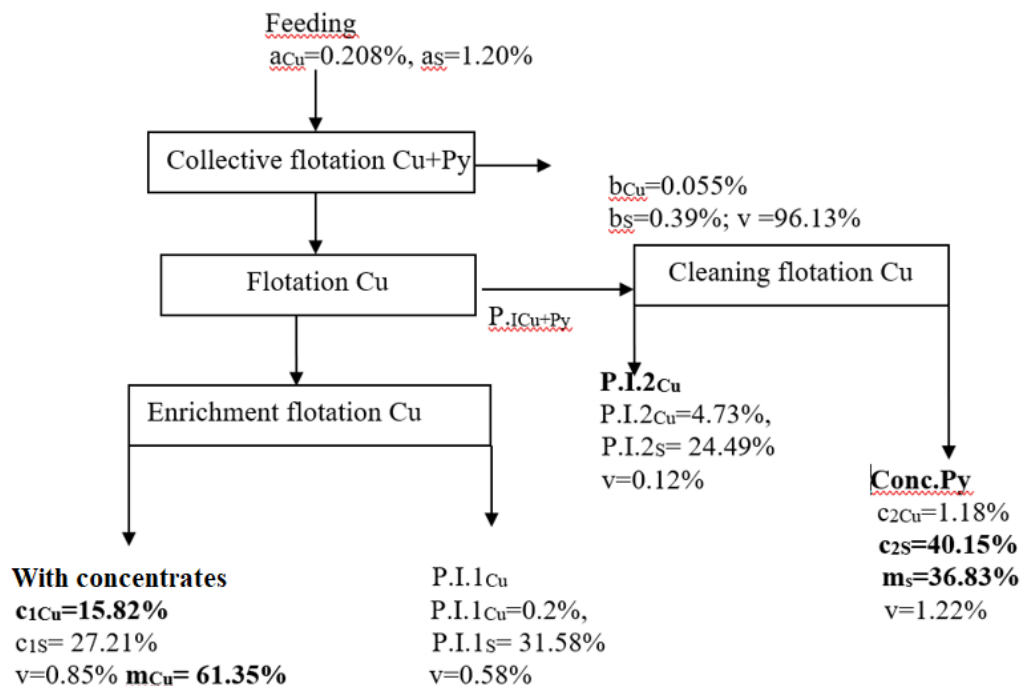 Feeding
aCu=0.208%, as=1.20%
Collective flotation Cu+Py
bCu=0.055%
bs=0.39%; v =96.13%
Flotation Cu
Cleaning flotation Cu
P.ICu+Py
Enrichment flotation Cu
P.I.2Cu
P.I.2Cu=4.73%,
P.I.2s= 24.49%
v=0.12%
Conc.Py
c2Cu=1.18%
c2s=40.15%
ms=36.83%
v=1.22%
With concentrates
c1Cu=15.82%
c1s= 27.21%
v=0.85% mCu= 61.35%
P.I.1Cu
P.I.1Cu=0.2%,
P.I.1s= 31.58%
v=0.58%